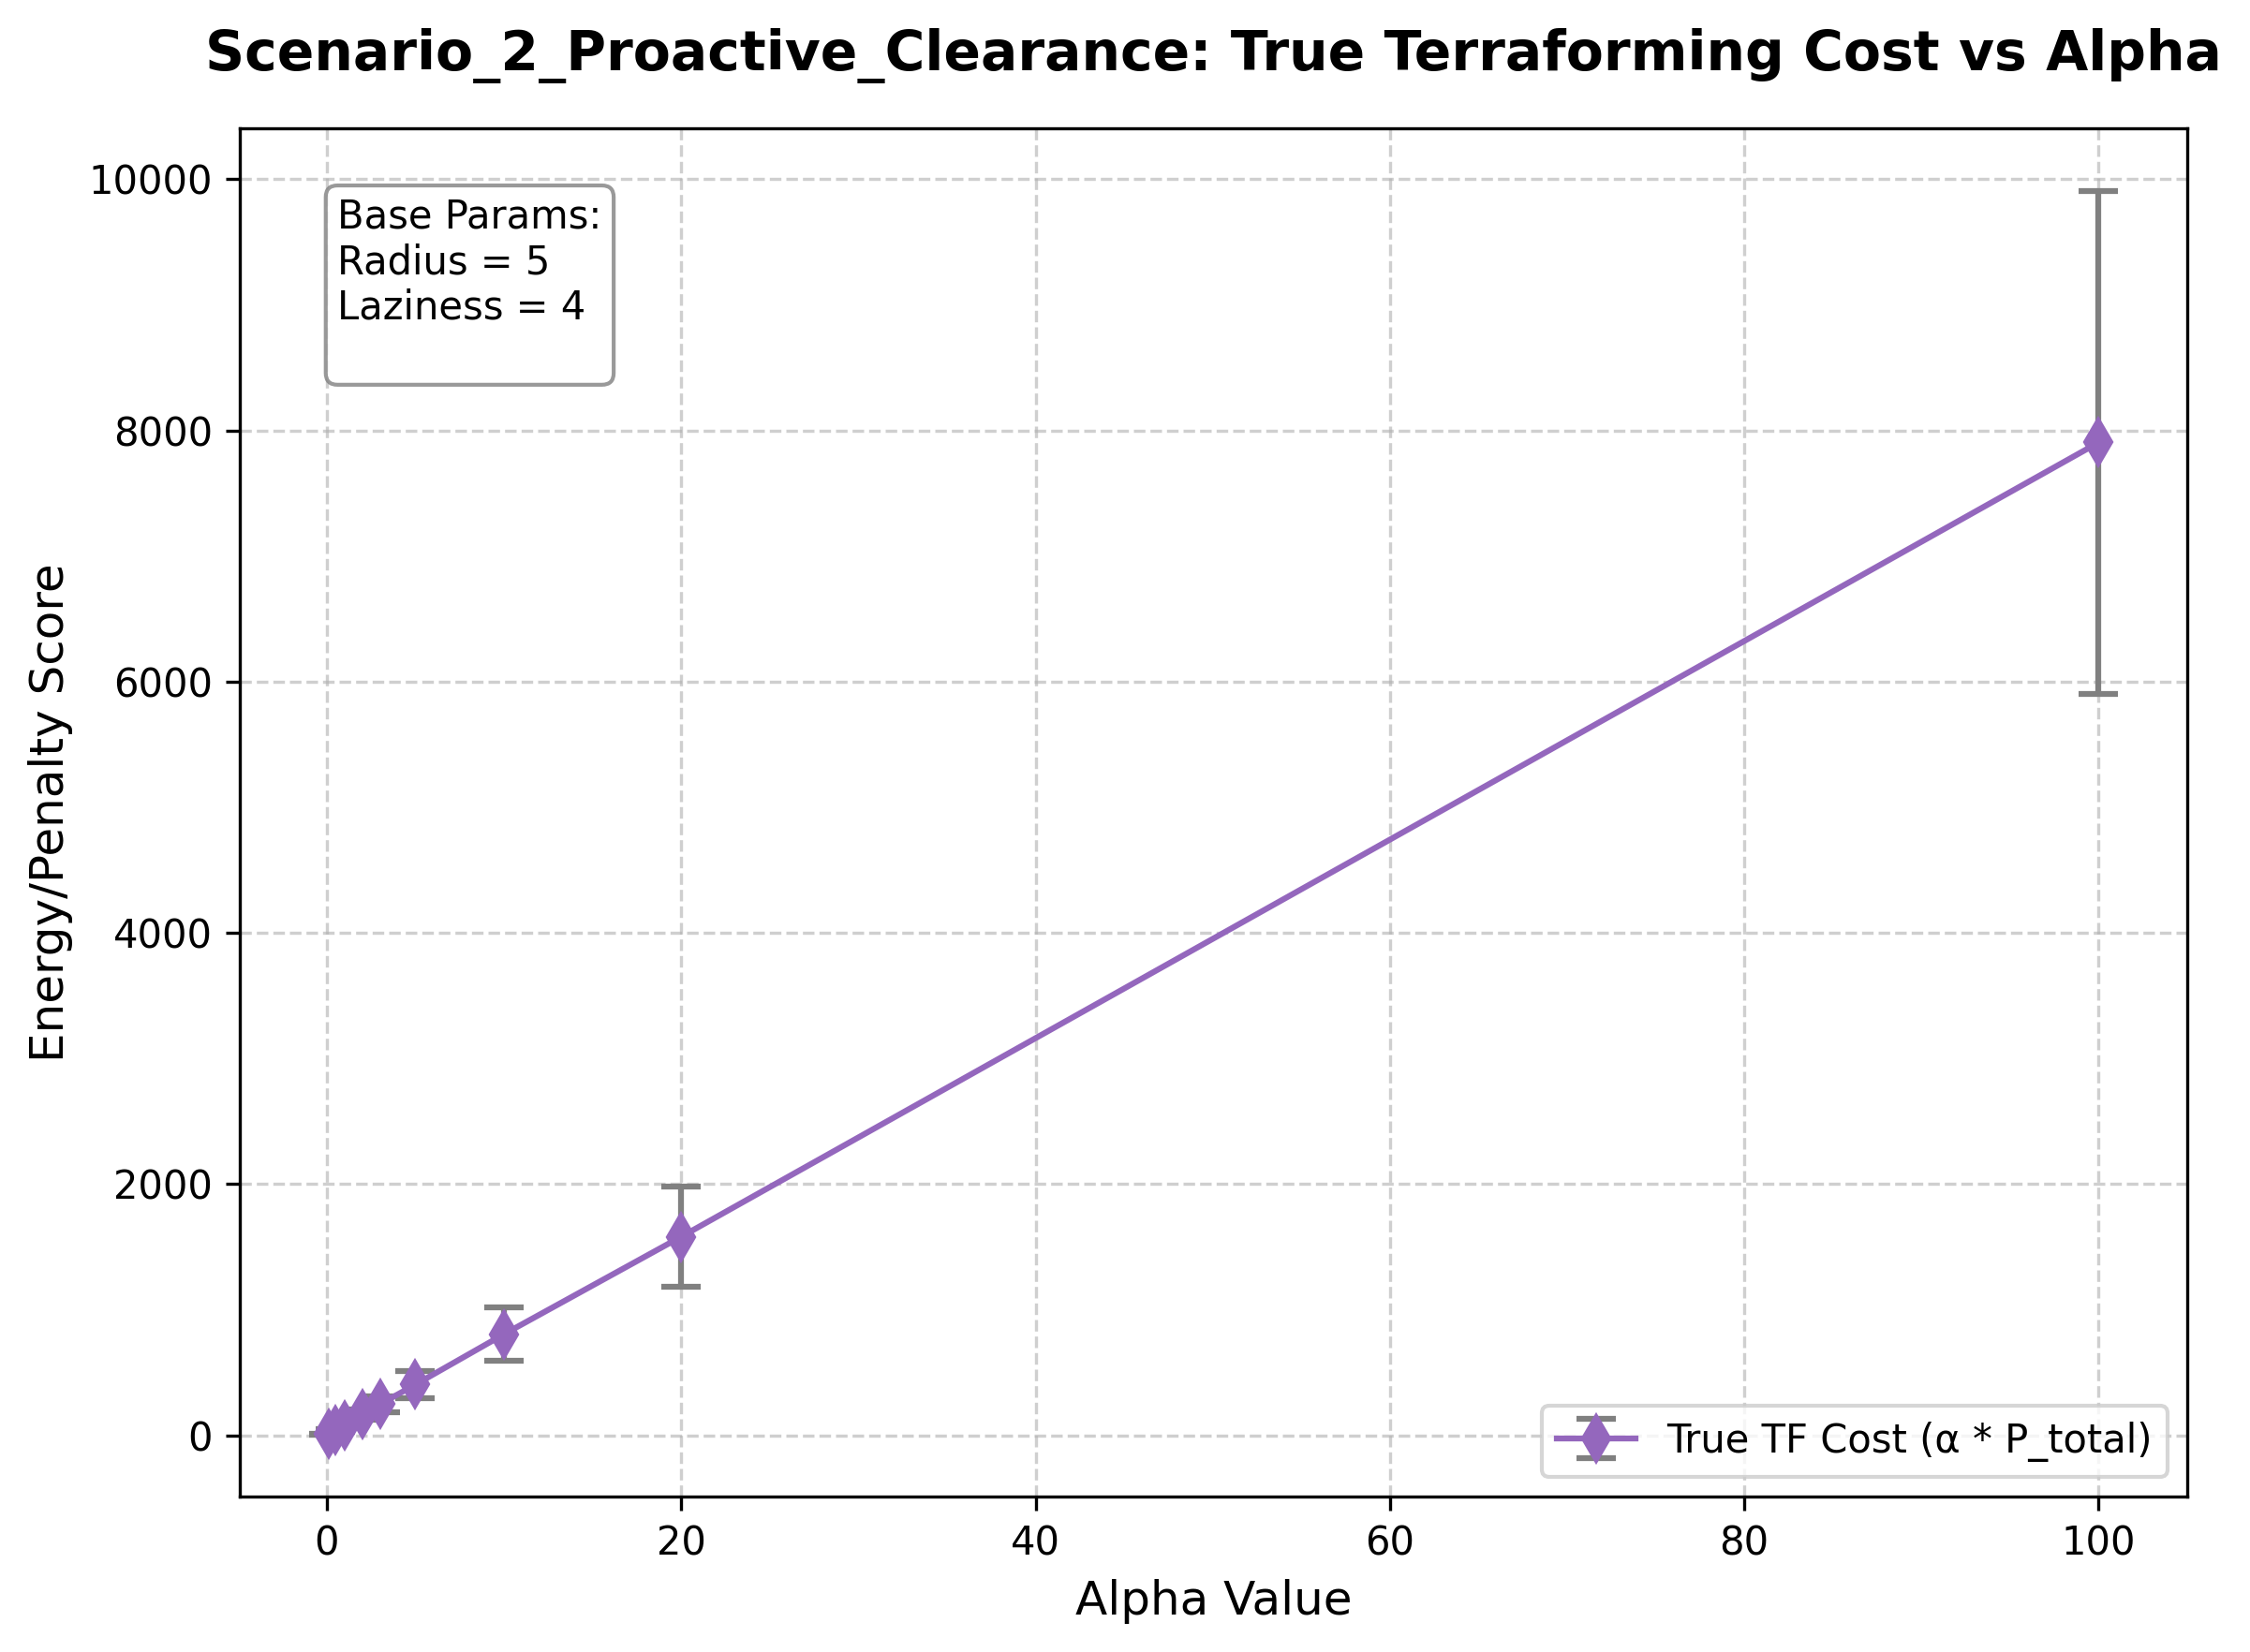 Scenario_2_Proactive_Clearance: True Terraforming Cost vs Alpha
Base Params:
Radius = 5
Laziness = 4
Energy/Penalty Score
10000
8000
6000
4000
2000
0
True TF Cost (α * P_total)
0 20 40 60 80 100
Alpha Value